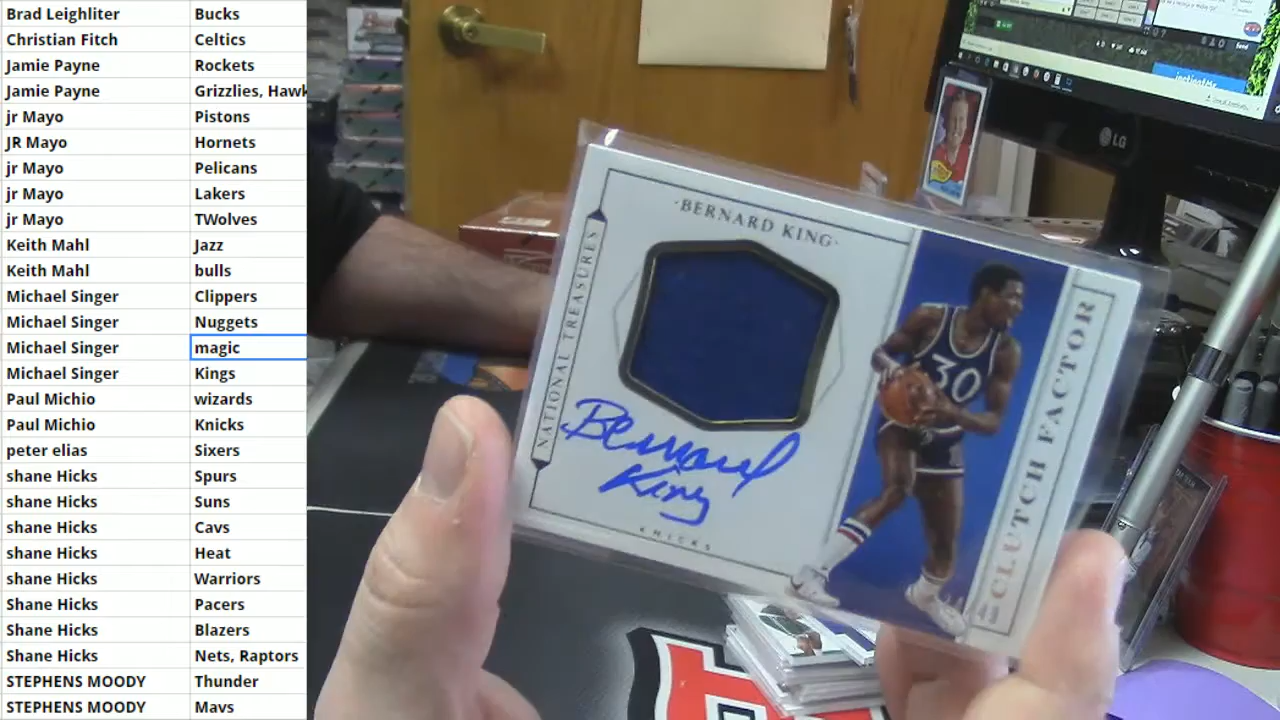 Brad Leighliter Bucks
Christian Fitch Celtics
Jamie Payne Rockets
Jamie Payne Grizzlies, Hawk
jr Mayo Pistons
JR Mayo Hornets
jr Mayo Pelicans
jr Mayo Lakers
jr Mayo TWolves
Keith Mahl Jazz
Keith Mahl bulls
Michael Singer Clippers
Michael Singer Nuggets
Michael Singer magic
Michael Singer Kings
Paul Michio wizards
Paul Michio Knicks
peter elias Sixers
shane Hicks Spurs
shane Hicks Suns
shane Hicks Cavs
shane Hicks Heat
shane Hicks Warriors
Shane Hicks Pacers
Shane Hicks Blazers
Shane Hicks Nets, Raptors
STEPHENS MOODY Thunder
STEPHENS MOODY Mavs
·BERNARD KING·
NATIONAL TREASURES
Bernard
King
KNICKS
30
CLUTCH FACTOR
LG